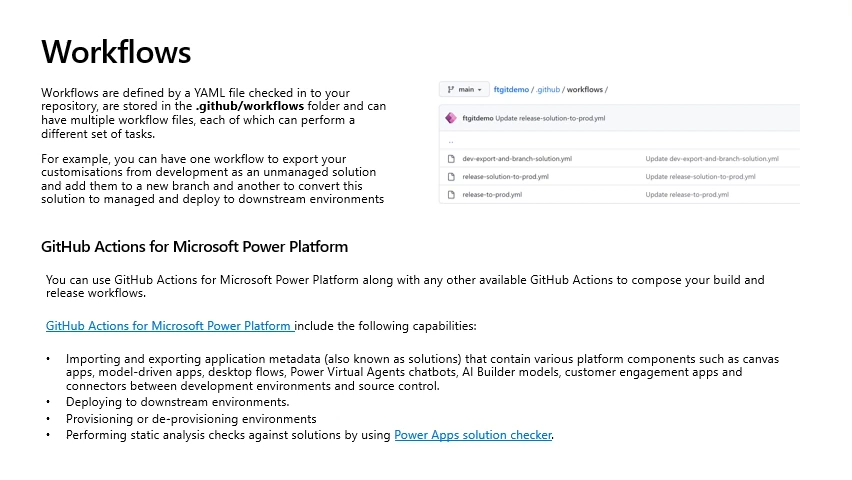 Workflows
Workflows are defined by a YAML file checked in to your
repository, are stored in the .github/workflows folder and can
have multiple workflow files, each of which can perform a
different set of tasks.
For example, you can have one workflow to export your
customisations from development as an unmanaged solution
and add them to a new branch and another to convert this
solution to managed and deploy to downstream environments
main ftgitdemo / .github / workflows /
ftgitdemo Update release-solution-to-prod.yml
..
dev-export-and-branch-solution.yml Update dev-export-and-branch-solution.yml
release-solution-to-prod.yml Update release-solution-to-prod.yml
release-to-prod.yml Update release-to-prod.yml
GitHub Actions for Microsoft Power Platform
You can use GitHub Actions for Microsoft Power Platform along with any other available GitHub Actions to compose your build and
release workflows.
GitHub Actions for Microsoft Power Platform include the following capabilities:
• Importing and exporting application metadata (also known as solutions) that contain various platform components such as canvas
apps, model-driven apps, desktop flows, Power Virtual Agents chatbots, AI Builder models, customer engagement apps and
connectors between development environments and source control.
• Deploying to downstream environments.
• Provisioning or de-provisioning environments
• Performing static analysis checks against solutions by using Power Apps solution checker.